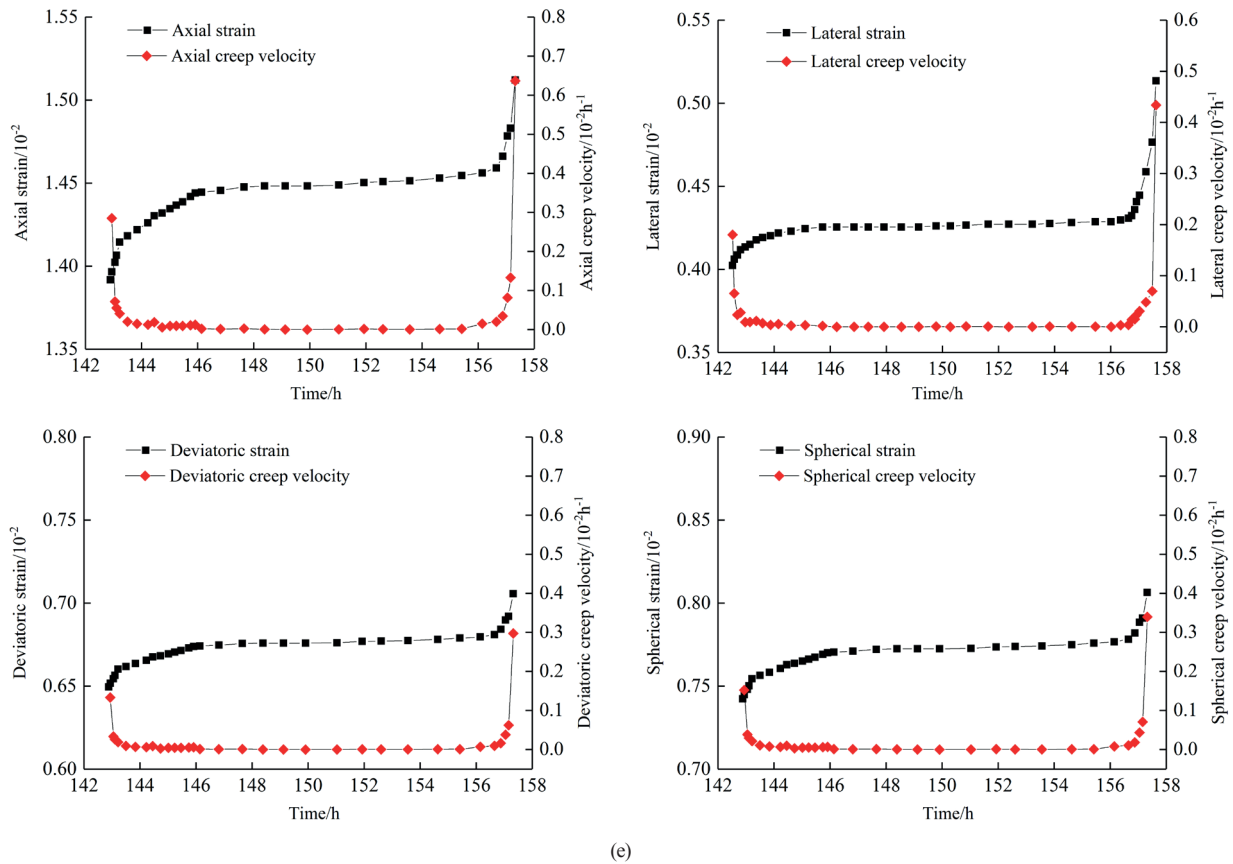 Axial strain
Axial creep velocity
Axial strain/10-2
1.55
1.50
1.45
1.40
1.35
0.8
0.7
0.6
0.5
0.4
0.3
0.2
0.1
0.0
Axial creep velocity/10-2h-1
142 144 146 148 150 152 154 156 158
Time/h
Lateral strain
Lateral creep velocity
Lateral strain/10-2
0.55
0.50
0.45
0.40
0.35
0.6
0.5
0.4
0.3
0.2
0.1
0.0
Lateral creep velocity/10-2h-1
142 144 146 148 150 152 154 156 158
Time/h
Deviatoric strain
Deviatoric creep velocity
Deviatoric strain/10-2
0.80
0.75
0.70
0.65
0.60
0.8
0.7
0.6
0.5
0.4
0.3
0.2
0.1
0.0
Deviatoric creep velocity/10-2h-1
142 144 146 148 150 152 154 156 158
Time/h
Spherical strain
Spherical creep velocity
Spherical strain/10-2
0.90
0.85
0.80
0.75
0.70
0.8
0.7
0.6
0.5
0.4
0.3
0.2
0.1
0.0
Spherical creep velocity/10-2h-1
142 144 146 148 150 152 154 156 158
Time/h
(e)